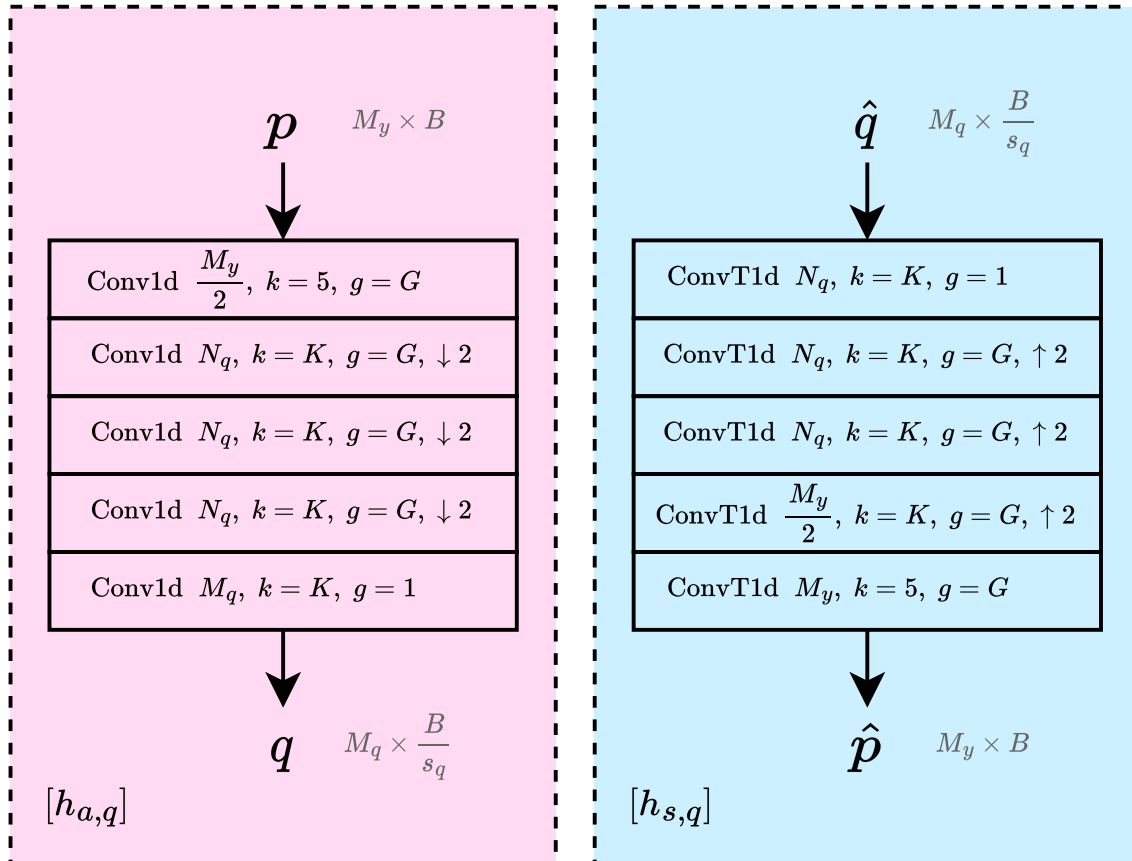 p M_y × B
Conv1d M_y/2, k = 5, g = G
Conv1d N_q, k = K, g = G, ↓ 2
Conv1d N_q, k = K, g = G, ↓ 2
Conv1d N_q, k = K, g = G, ↓ 2
Conv1d M_q, k = K, g = 1
q M_q × B/s_q
[h_{a,q}]
q̂ M_q × B/s_q
ConvT1d N_q, k = K, g = 1
ConvT1d N_q, k = K, g = G, ↑ 2
ConvT1d N_q, k = K, g = G, ↑ 2
ConvT1d M_y/2, k = K, g = G, ↑ 2
ConvT1d M_y, k = 5, g = G
p̂ M_y × B
[h_{s,q}]